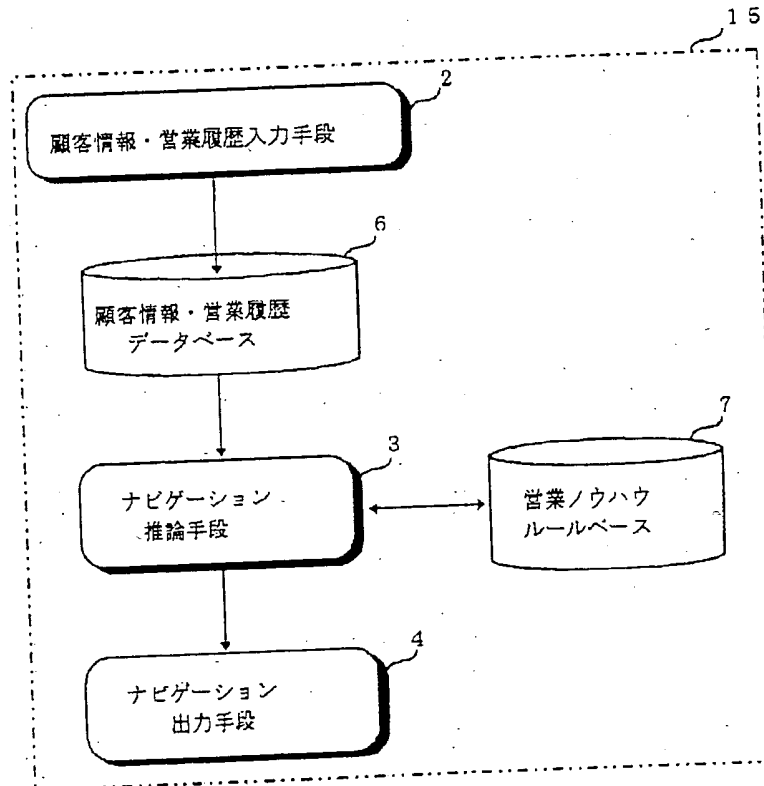 15
2
顧客情報・営業履歴入力手段
6
顧客情報・営業履歴
データベース
3
7
ナビゲーション
推論手段
営業ノウハウ
ルールベース
4
ナビゲーション
出力手段